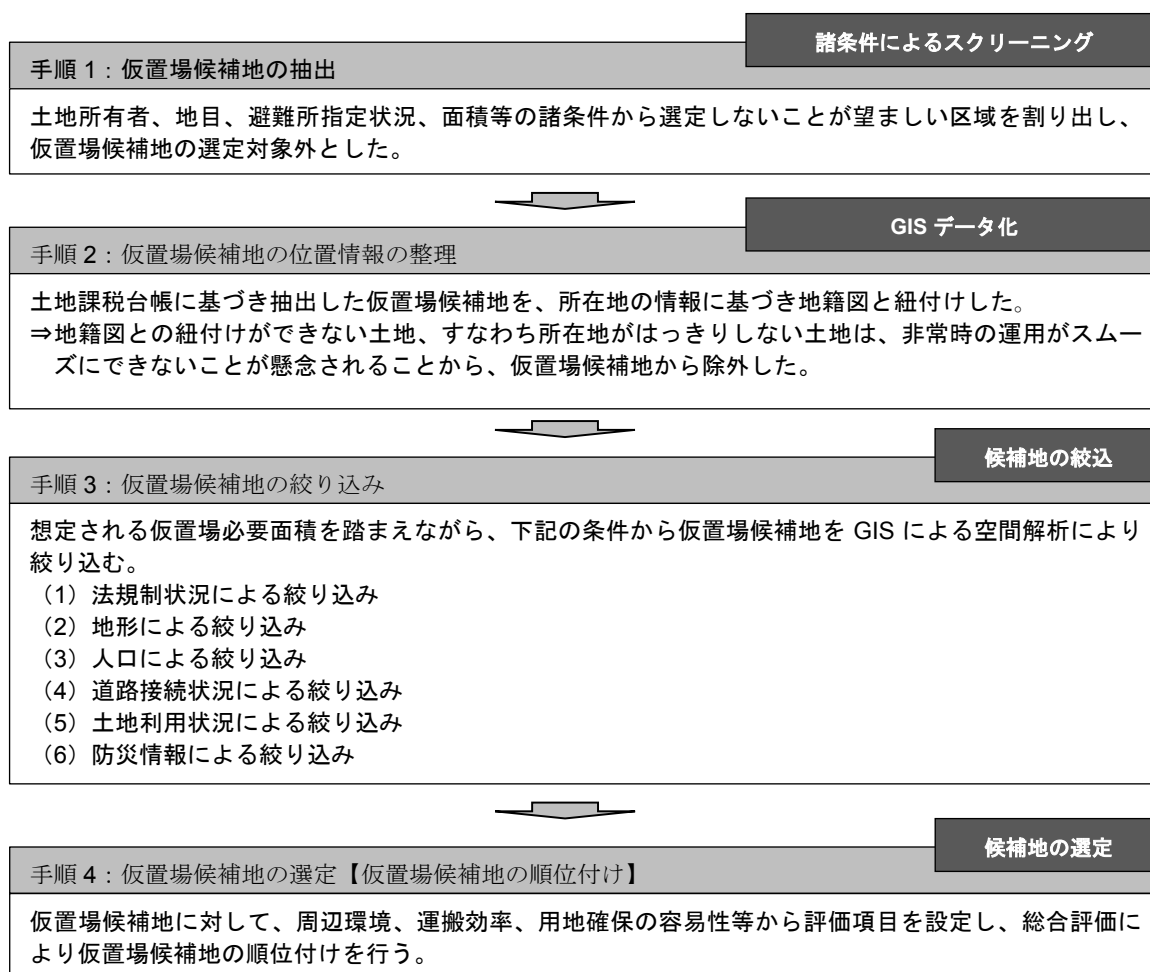 諸条件によるスクリーニング
手順 1：仮置場候補地の抽出
土地所有者、地目、避難所指定状況、面積等の諸条件から選定しないことが望ましい区域を割り出し、
仮置場候補地の選定対象外とした。
GIS データ化
手順 2：仮置場候補地の位置情報の整理
土地課税台帳に基づき抽出した仮置場候補地を、所在地の情報に基づき地籍図と紐付けした。
⇒地籍図との紐付けができない土地、すなわち所在地がはっきりしない土地は、非常時の運用がスムー
ズにできないことが懸念されることから、仮置場候補地から除外した。
候補地の絞込
手順 3：仮置場候補地の絞り込み
想定される仮置場必要面積を踏まえながら、下記の条件から仮置場候補地を GIS による空間解析により
絞り込む。
（1）法規制状況による絞り込み
（2）地形による絞り込み
（3）人口による絞り込み
（4）道路接続状況による絞り込み
（5）土地利用状況による絞り込み
（6）防災情報による絞り込み
候補地の選定
手順 4：仮置場候補地の選定【仮置場候補地の順位付け】
仮置場候補地に対して、周辺環境、運搬効率、用地確保の容易性等から評価項目を設定し、総合評価に
より仮置場候補地の順位付けを行う。